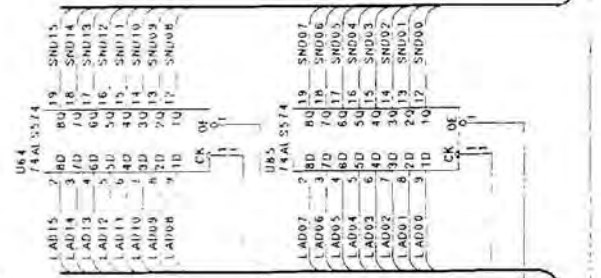 U64
74ALS574
LAD15 2 8D 8Q 19 SND15
LAD14 3 7D 7Q 18 SND14
LAD13 4 6D 6Q 17 SND13
LAD12 5 5D 5Q 16 SND12
LAD11 6 4D 4Q 15 SND11
LAD10 7 3D 3Q 14 SND10
LAD09 8 2D 2Q 13 SND09
LAD08 9 1D 1Q 12 SND08
CK OE
11 1
U65
74ALS574
LAD07 2 8D 8Q 19 SND07
LAD06 3 7D 7Q 18 SND06
LAD05 4 6D 6Q 17 SND05
LAD04 5 5D 5Q 16 SND04
LAD03 6 4D 4Q 15 SND03
LAD02 7 3D 3Q 14 SND02
LAD01 8 2D 2Q 13 SND01
LAD00 9 1D 1Q 12 SND00
CK OE
11 1